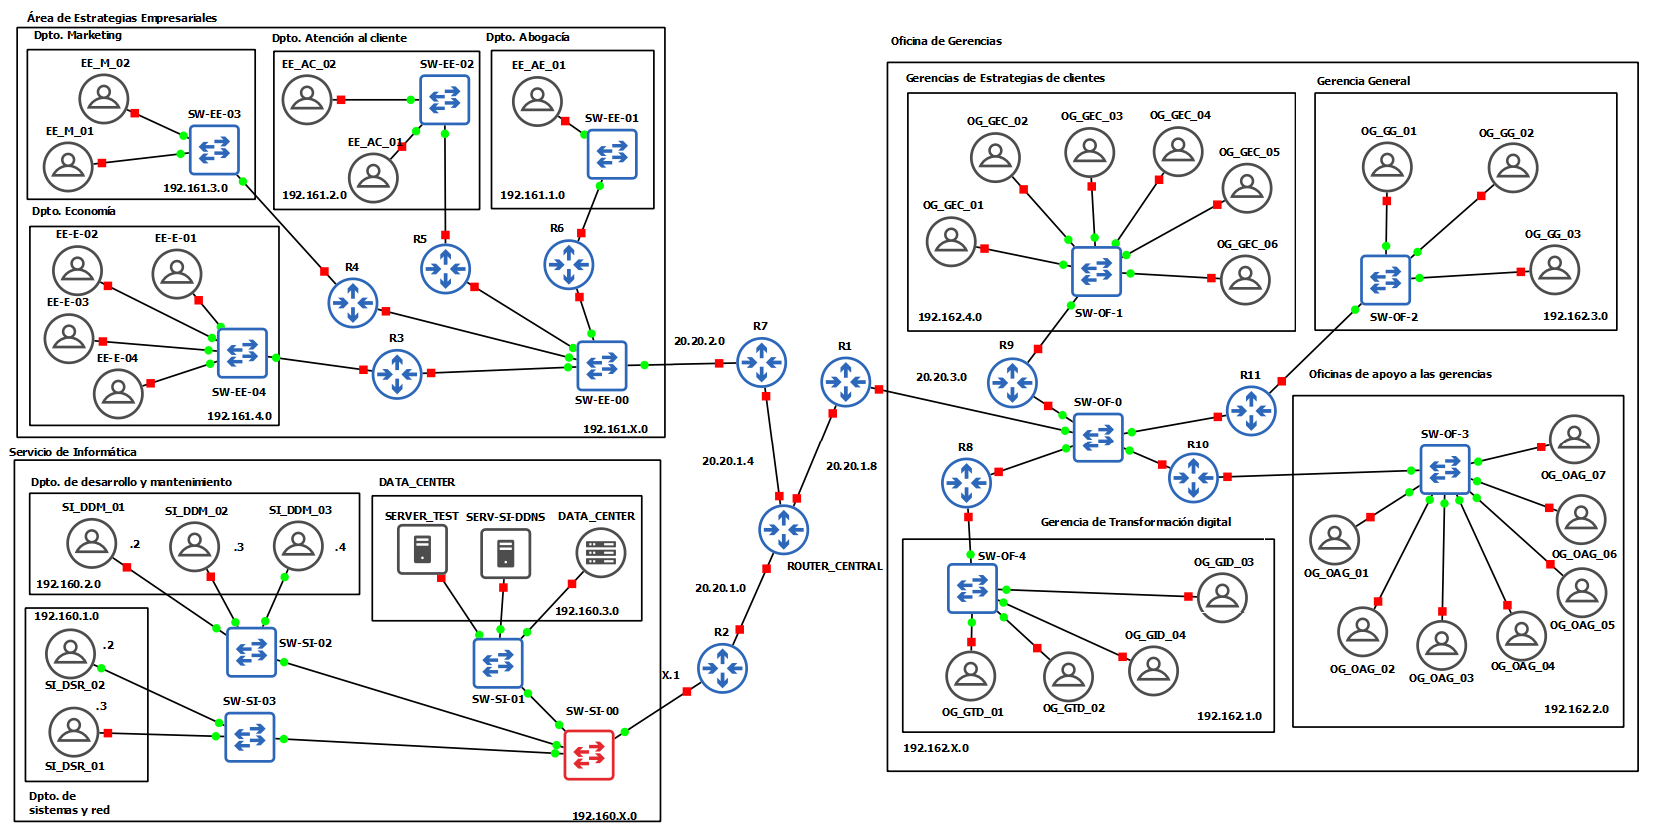 Área de Estrategias Empresariales
Dpto. Marketing
EE_M_02
SW-EE-03
EE_M_01
192.161.3.0
Dpto. Atención al cliente
EE_AC_02
SW-EE-02
EE_AC_01
192.161.2.0
Dpto. Abogacía
EE_AE_01
SW-EE-01
192.161.1.0
Dpto. Economía
EE-E-02
EE-E-01
EE-E-03
EE-E-04
SW-EE-04
192.161.4.0
R4
R5
R6
R3
SW-EE-00
192.161.X.0
20.20.2.0
R7
R1
20.20.3.0
20.20.1.4
20.20.1.8
ROUTER_CENTRAL
20.20.1.0
R2
X.1
Servicio de Informática
Dpto. de desarrollo y mantenimiento
SI_DDM_01
.2
SI_DDM_02
.3
SI_DDM_03
.4
192.160.2.0
DATA_CENTER
SERVER_TEST
SERV-SI-DDNS
DATA_CENTER
192.160.3.0
192.160.1.0
.2
SI_DSR_02
.3
SI_DSR_01
Dpto. de
sistemas y red
SW-SI-02
SW-SI-03
SW-SI-01
SW-SI-00
192.160.X.0
Oficina de Gerencias
Gerencias de Estrategias de clientes
OG_GEC_02
OG_GEC_03
OG_GEC_04
OG_GEC_05
OG_GEC_01
OG_GEC_06
SW-OF-1
192.162.4.0
Gerencia General
OG_GG_01
OG_GG_02
OG_GG_03
SW-OF-2
192.162.3.0
R9
R11
SW-OF-0
R8
R10
Oficinas de apoyo a las gerencias
SW-OF-3
OG_OAG_07
OG_OAG_06
OG_OAG_01
OG_OAG_05
OG_OAG_02
OG_OAG_03
OG_OAG_04
192.162.2.0
Gerencia de Transformación digital
SW-OF-4
OG_GID_03
OG_GID_04
OG_GTD_01
OG_GTD_02
192.162.1.0
192.162.X.0